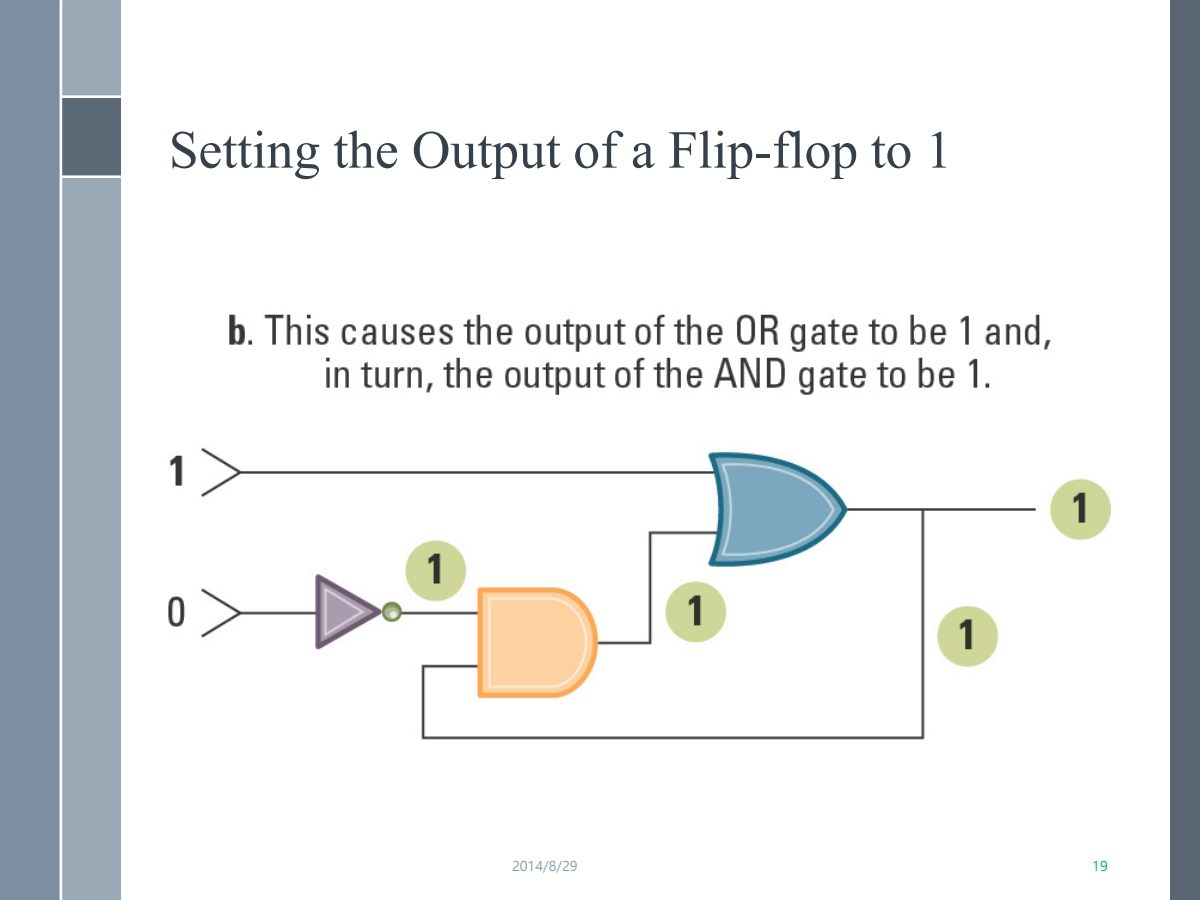 Setting the Output of a Flip-flop to 1
b. This causes the output of the OR gate to be 1 and,
in turn, the output of the AND gate to be 1.
1
1
1
0
1
1
2014/8/29
19